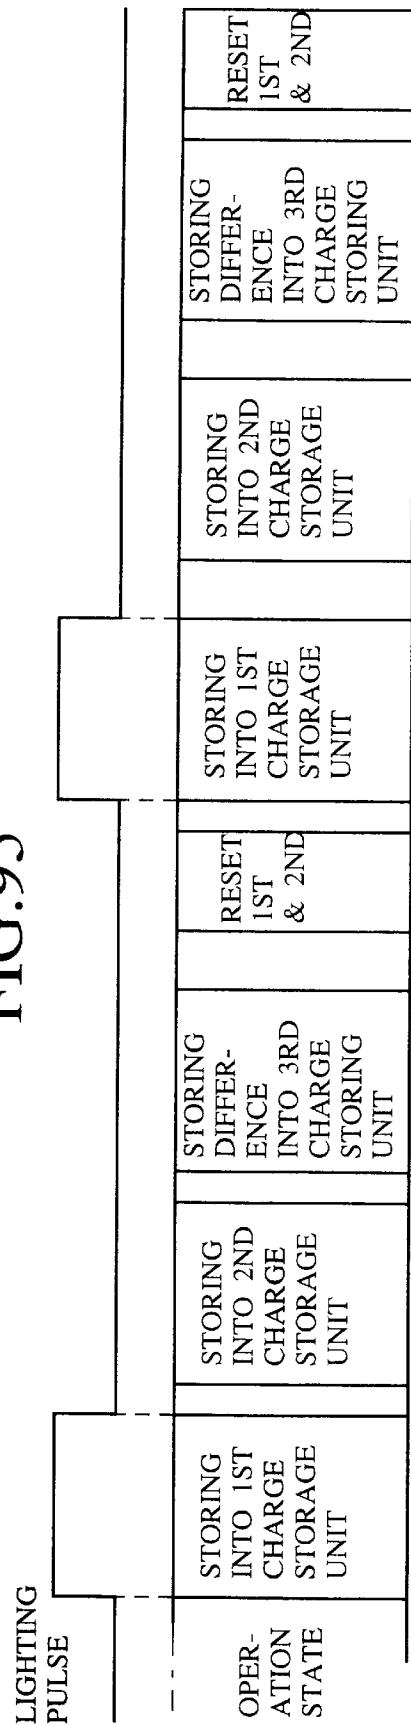 LIGHTING
PULSE
OPER-
ATION
STATE
STORING
INTO 1ST
CHARGE
STORAGE
UNIT
STORING
INTO 2ND
CHARGE
STORAGE
UNIT
STORING
DIFFER-
ENCE
INTO 3RD
CHARGE
STORING
UNIT
RESET
1ST
& 2ND
STORING
INTO 1ST
CHARGE
STORAGE
UNIT
STORING
INTO 2ND
CHARGE
STORAGE
UNIT
STORING
DIFFER-
ENCE
INTO 3RD
CHARGE
STORING
UNIT
RESET
1ST
& 2ND